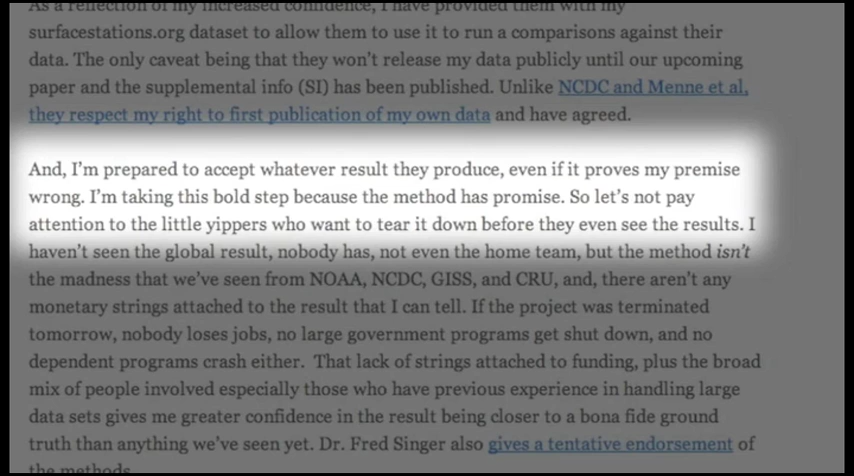 As a reflection of my increased confidence, I have provided them with my
surfacestations.org dataset to allow them to use it to run a comparisons against their
data. The only caveat being that they won't release my data publicly until our upcoming
paper and the supplemental info (SI) has been published. Unlike NCDC and Menne et al,
they respect my right to first publication of my own data and have agreed.
And, I'm prepared to accept whatever result they produce, even if it proves my premise
wrong. I'm taking this bold step because the method has promise. So let's not pay
attention to the little yippers who want to tear it down before they even see the results. I
haven't seen the global result, nobody has, not even the home team, but the method isn't
the madness that we've seen from NOAA, NCDC, GISS, and CRU, and, there aren't any
monetary strings attached to the result that I can tell. If the project was terminated
tomorrow, nobody loses jobs, no large government programs get shut down, and no
dependent programs crash either.  That lack of strings attached to funding, plus the broad
mix of people involved especially those who have previous experience in handling large
data sets gives me greater confidence in the result being closer to a bona fide ground
truth than anything we've seen yet. Dr. Fred Singer also gives a tentative endorsement of
the methods.